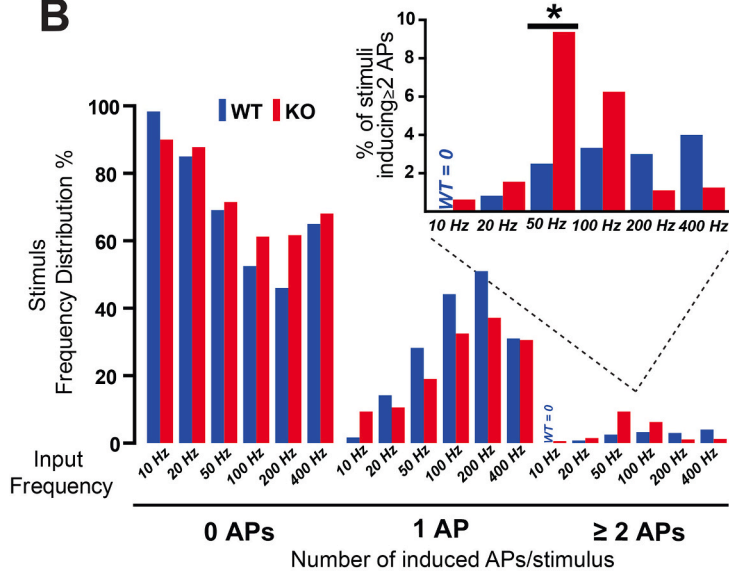 B
*
10
8
6
4
2
% of stimuli
inducing≥2 APs
WT = 0
10 Hz 20 Hz 50 Hz 100 Hz 200 Hz 400 Hz
WT KO
100
80
60
40
20
0
Stimuls
Frequency Distribution %
WT = 0
Input
Frequency
10 Hz 20 Hz 50 Hz 100 Hz 200 Hz 400 Hz 10 Hz 20 Hz 50 Hz 100 Hz 200 Hz 400 Hz 10 Hz 20 Hz 50 Hz 100 Hz 200 Hz 400 Hz
0 APs 1 AP ≥ 2 APs
Number of induced APs/stimulus